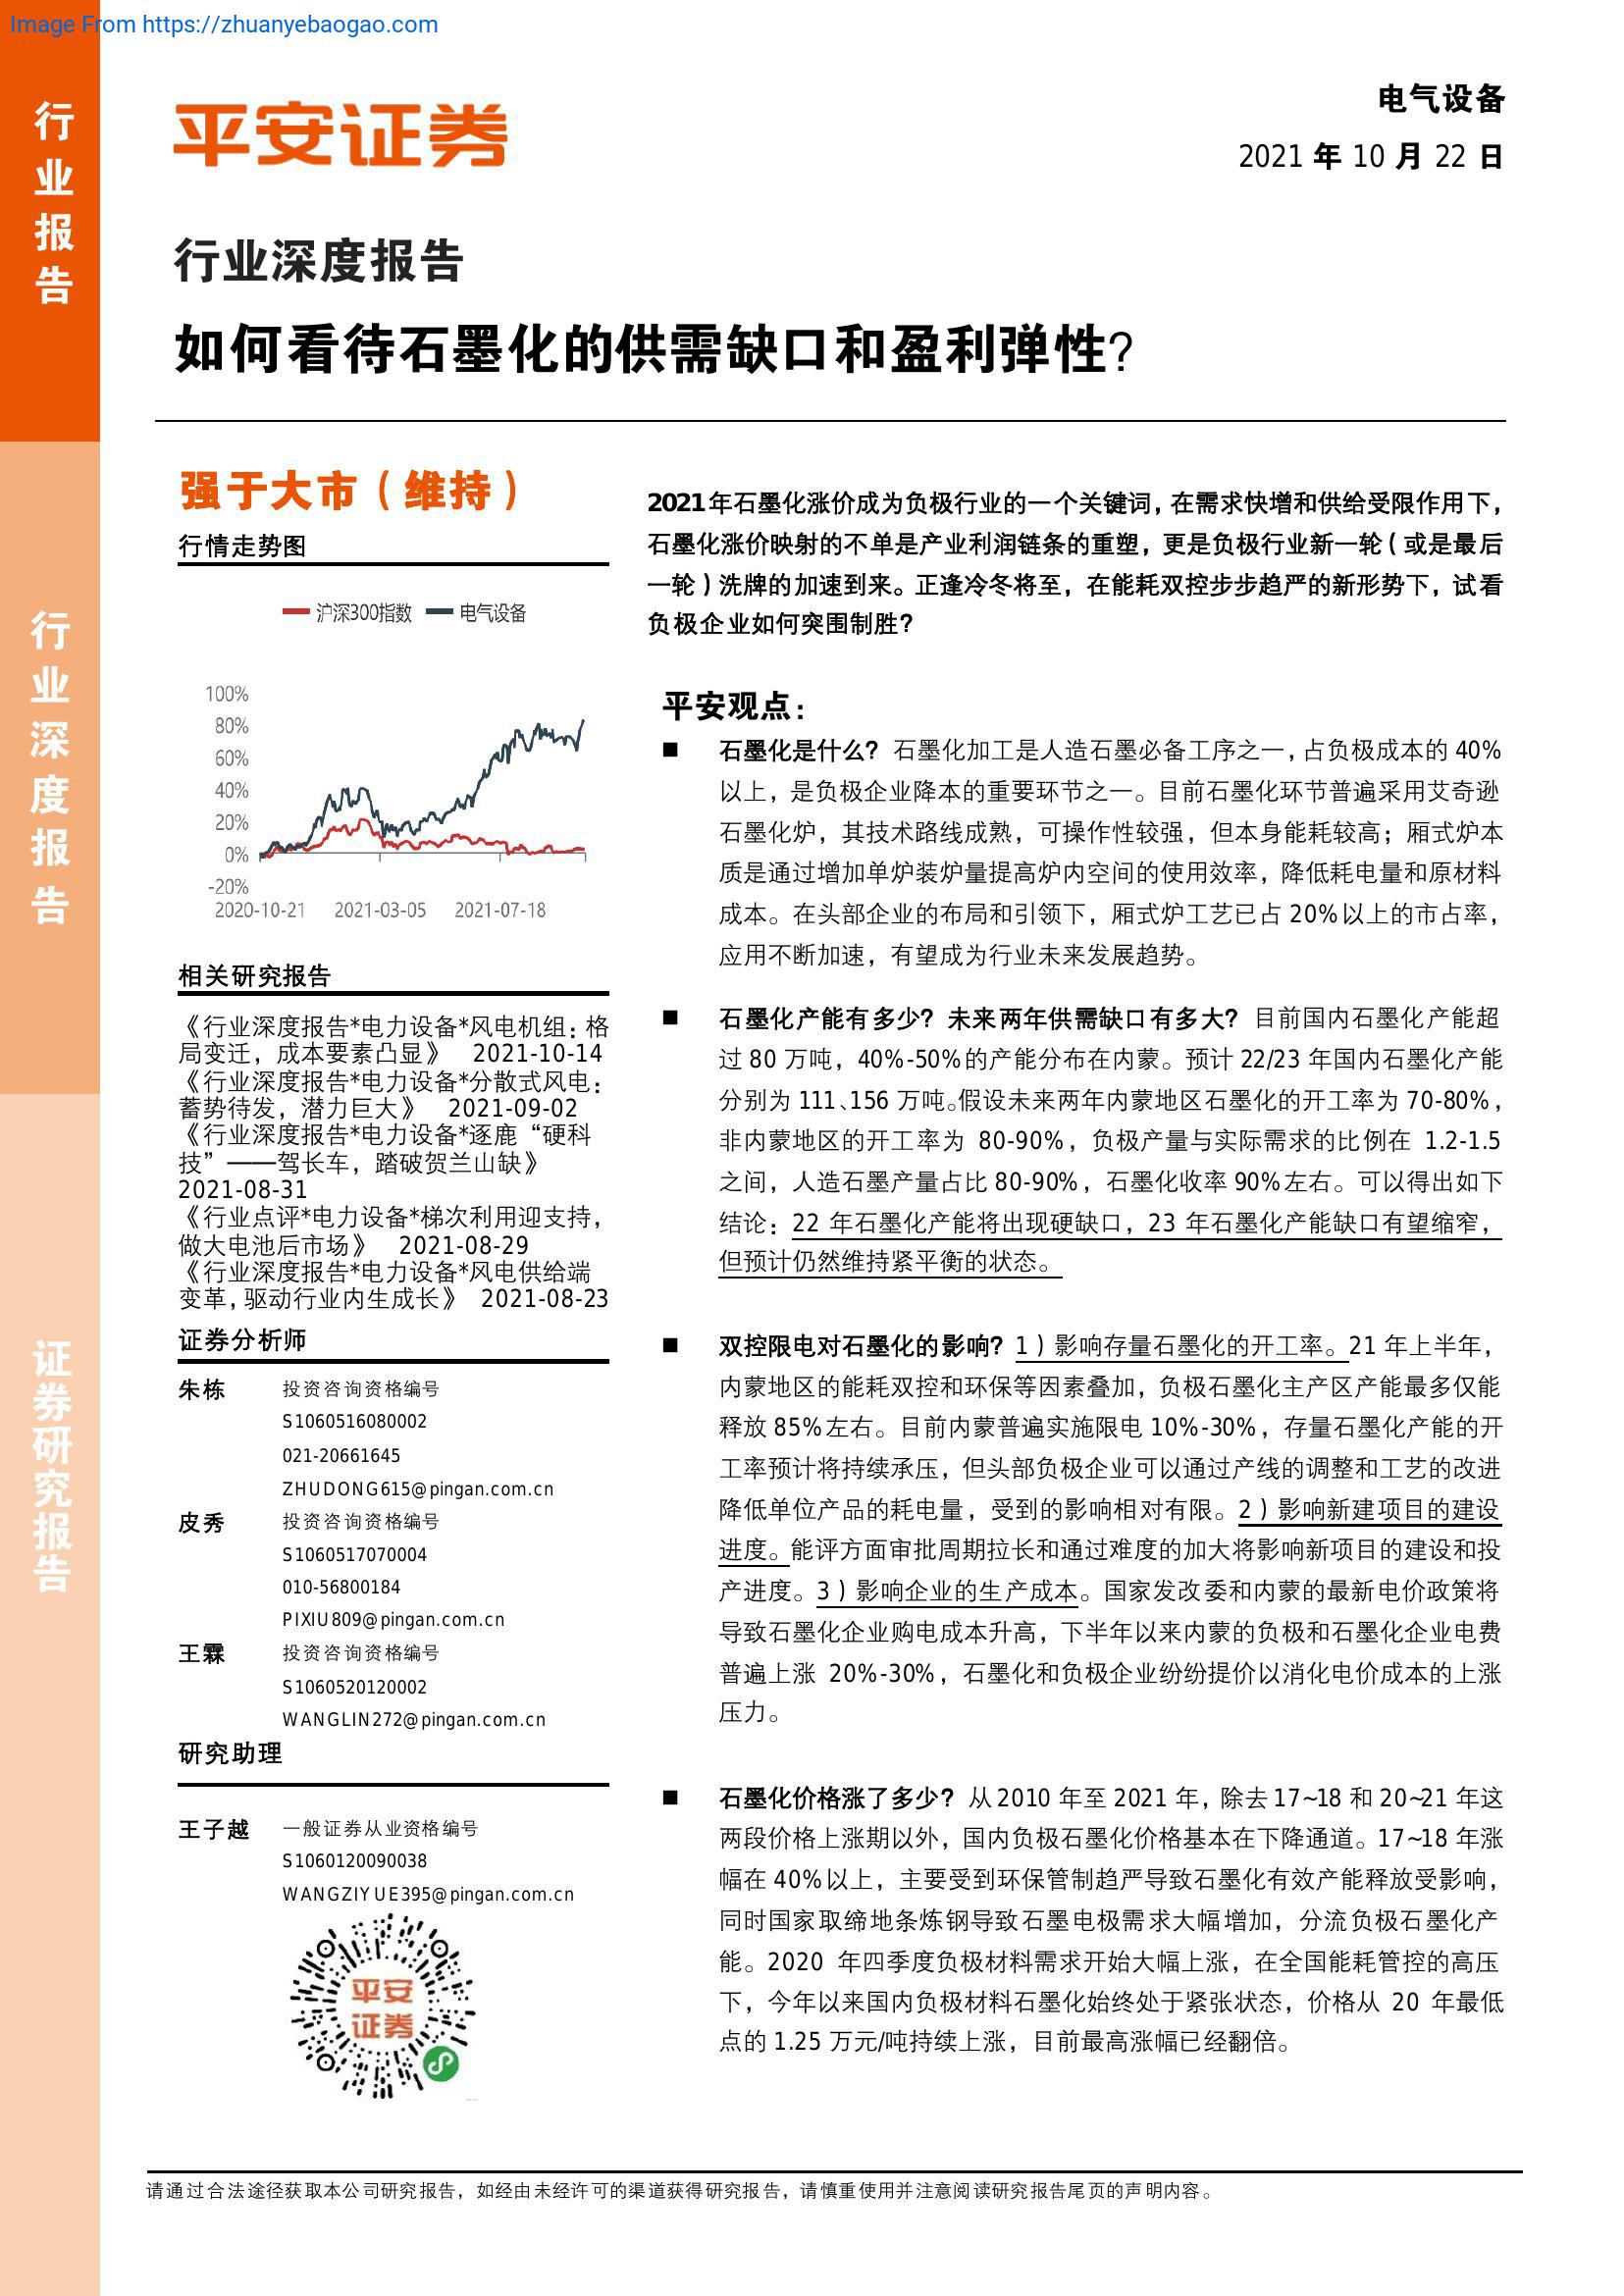 Image From https://zhuanyebaogao.com
行业报告
行业深度报告
证券研究报告
平安证券
电气设备
2021 年 10 月 22 日
行业深度报告
如何看待石墨化的供需缺口和盈利弹性?
强于大市（维持）
行情走势图
沪深300指数 电气设备
100%
80%
60%
40%
20%
0%
-20%
2020-10-21 2021-03-05 2021-07-18
相关研究报告
《行业深度报告*电力设备*风电机组：格
局变迁，成本要素凸显》 2021-10-14
《行业深度报告*电力设备*分散式风电：
蓄势待发，潜力巨大》 2021-09-02
《行业深度报告*电力设备*逐鹿“硬科
技”——驾长车，踏破贺兰山缺》
2021-08-31
《行业点评*电力设备*梯次利用迎支持，
做大电池后市场》 2021-08-29
《行业深度报告*电力设备*风电供给端
变革，驱动行业内生成长》 2021-08-23
证券分析师
朱栋 投资咨询资格编号
S1060516080002
021-20661645
ZHUDONG615@pingan.com.cn
皮秀 投资咨询资格编号
S1060517070004
010-56800184
PIXIU809@pingan.com.cn
王霖 投资咨询资格编号
S1060520120002
WANGLIN272@pingan.com.cn
研究助理
王子越 一般证券从业资格编号
S1060120090038
WANGZIYUE395@pingan.com.cn
平安
证券
2021年石墨化涨价成为负极行业的一个关键词，在需求快增和供给受限作用下，
石墨化涨价映射的不单是产业利润链条的重塑，更是负极行业新一轮（或是最后
一轮）洗牌的加速到来。正逢冷冬将至，在能耗双控步步趋严的新形势下，试看
负极企业如何突围制胜？
平安观点：
■ 石墨化是什么？石墨化加工是人造石墨必备工序之一，占负极成本的 40%
以上，是负极企业降本的重要环节之一。目前石墨化环节普遍采用艾奇逊
石墨化炉，其技术路线成熟，可操作性较强，但本身能耗较高；厢式炉本
质是通过增加单炉装炉量提高炉内空间的使用效率，降低耗电量和原材料
成本。在头部企业的布局和引领下，厢式炉工艺已占 20%以上的市占率，
应用不断加速，有望成为行业未来发展趋势。
■ 石墨化产能有多少？未来两年供需缺口有多大？目前国内石墨化产能超
过 80 万吨，40%-50%的产能分布在内蒙。预计 22/23 年国内石墨化产能
分别为 111、156 万吨。假设未来两年内蒙地区石墨化的开工率为 70-80%，
非内蒙地区的开工率为 80-90%，负极产量与实际需求的比例在 1.2-1.5
之间，人造石墨产量占比 80-90%，石墨化收率 90%左右。可以得出如下
结论：22 年石墨化产能将出现硬缺口，23 年石墨化产能缺口有望缩窄，
但预计仍然维持紧平衡的状态。
■ 双控限电对石墨化的影响？1）影响存量石墨化的开工率。21 年上半年，
内蒙地区的能耗双控和环保等因素叠加，负极石墨化主产区产能最多仅能
释放 85%左右。目前内蒙普遍实施限电 10%-30%，存量石墨化产能的开
工率预计将持续承压，但头部负极企业可以通过产线的调整和工艺的改进
降低单位产品的耗电量，受到的影响相对有限。2）影响新建项目的建设
进度。能评方面审批周期拉长和通过难度的加大将影响新项目的建设和投
产进度。3）影响企业的生产成本。国家发改委和内蒙的最新电价政策将
导致石墨化企业购电成本升高，下半年以来内蒙的负极和石墨化企业电费
普遍上涨 20%-30%，石墨化和负极企业纷纷提价以消化电价成本的上涨
压力。
■ 石墨化价格涨了多少？从 2010 年至 2021 年，除去 17~18 和 20~21 年这
两段价格上涨期以外，国内负极石墨化价格基本在下降通道。17~18 年涨
幅在 40%以上，主要受到环保管制趋严导致石墨化有效产能释放受影响，
同时国家取缔地条炼钢导致石墨电极需求大幅增加，分流负极石墨化产
能。2020 年四季度负极材料需求开始大幅上涨，在全国能耗管控的高压
下，今年以来国内负极材料石墨化始终处于紧张状态，价格从 20 年最低
点的 1.25 万元/吨持续上涨，目前最高涨幅已经翻倍。
请通过合法途径获取本公司研究报告，如经由未经许可的渠道获得研究报告，请慎重使用并注意阅读研究报告尾页的声明内容。